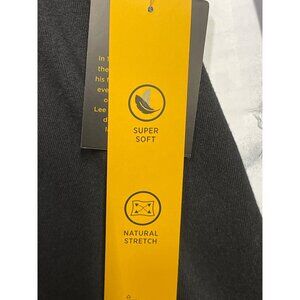 In
the
his
eve
o
Lee
d
l
SUPER
SOFT
NATURAL
STRETCH